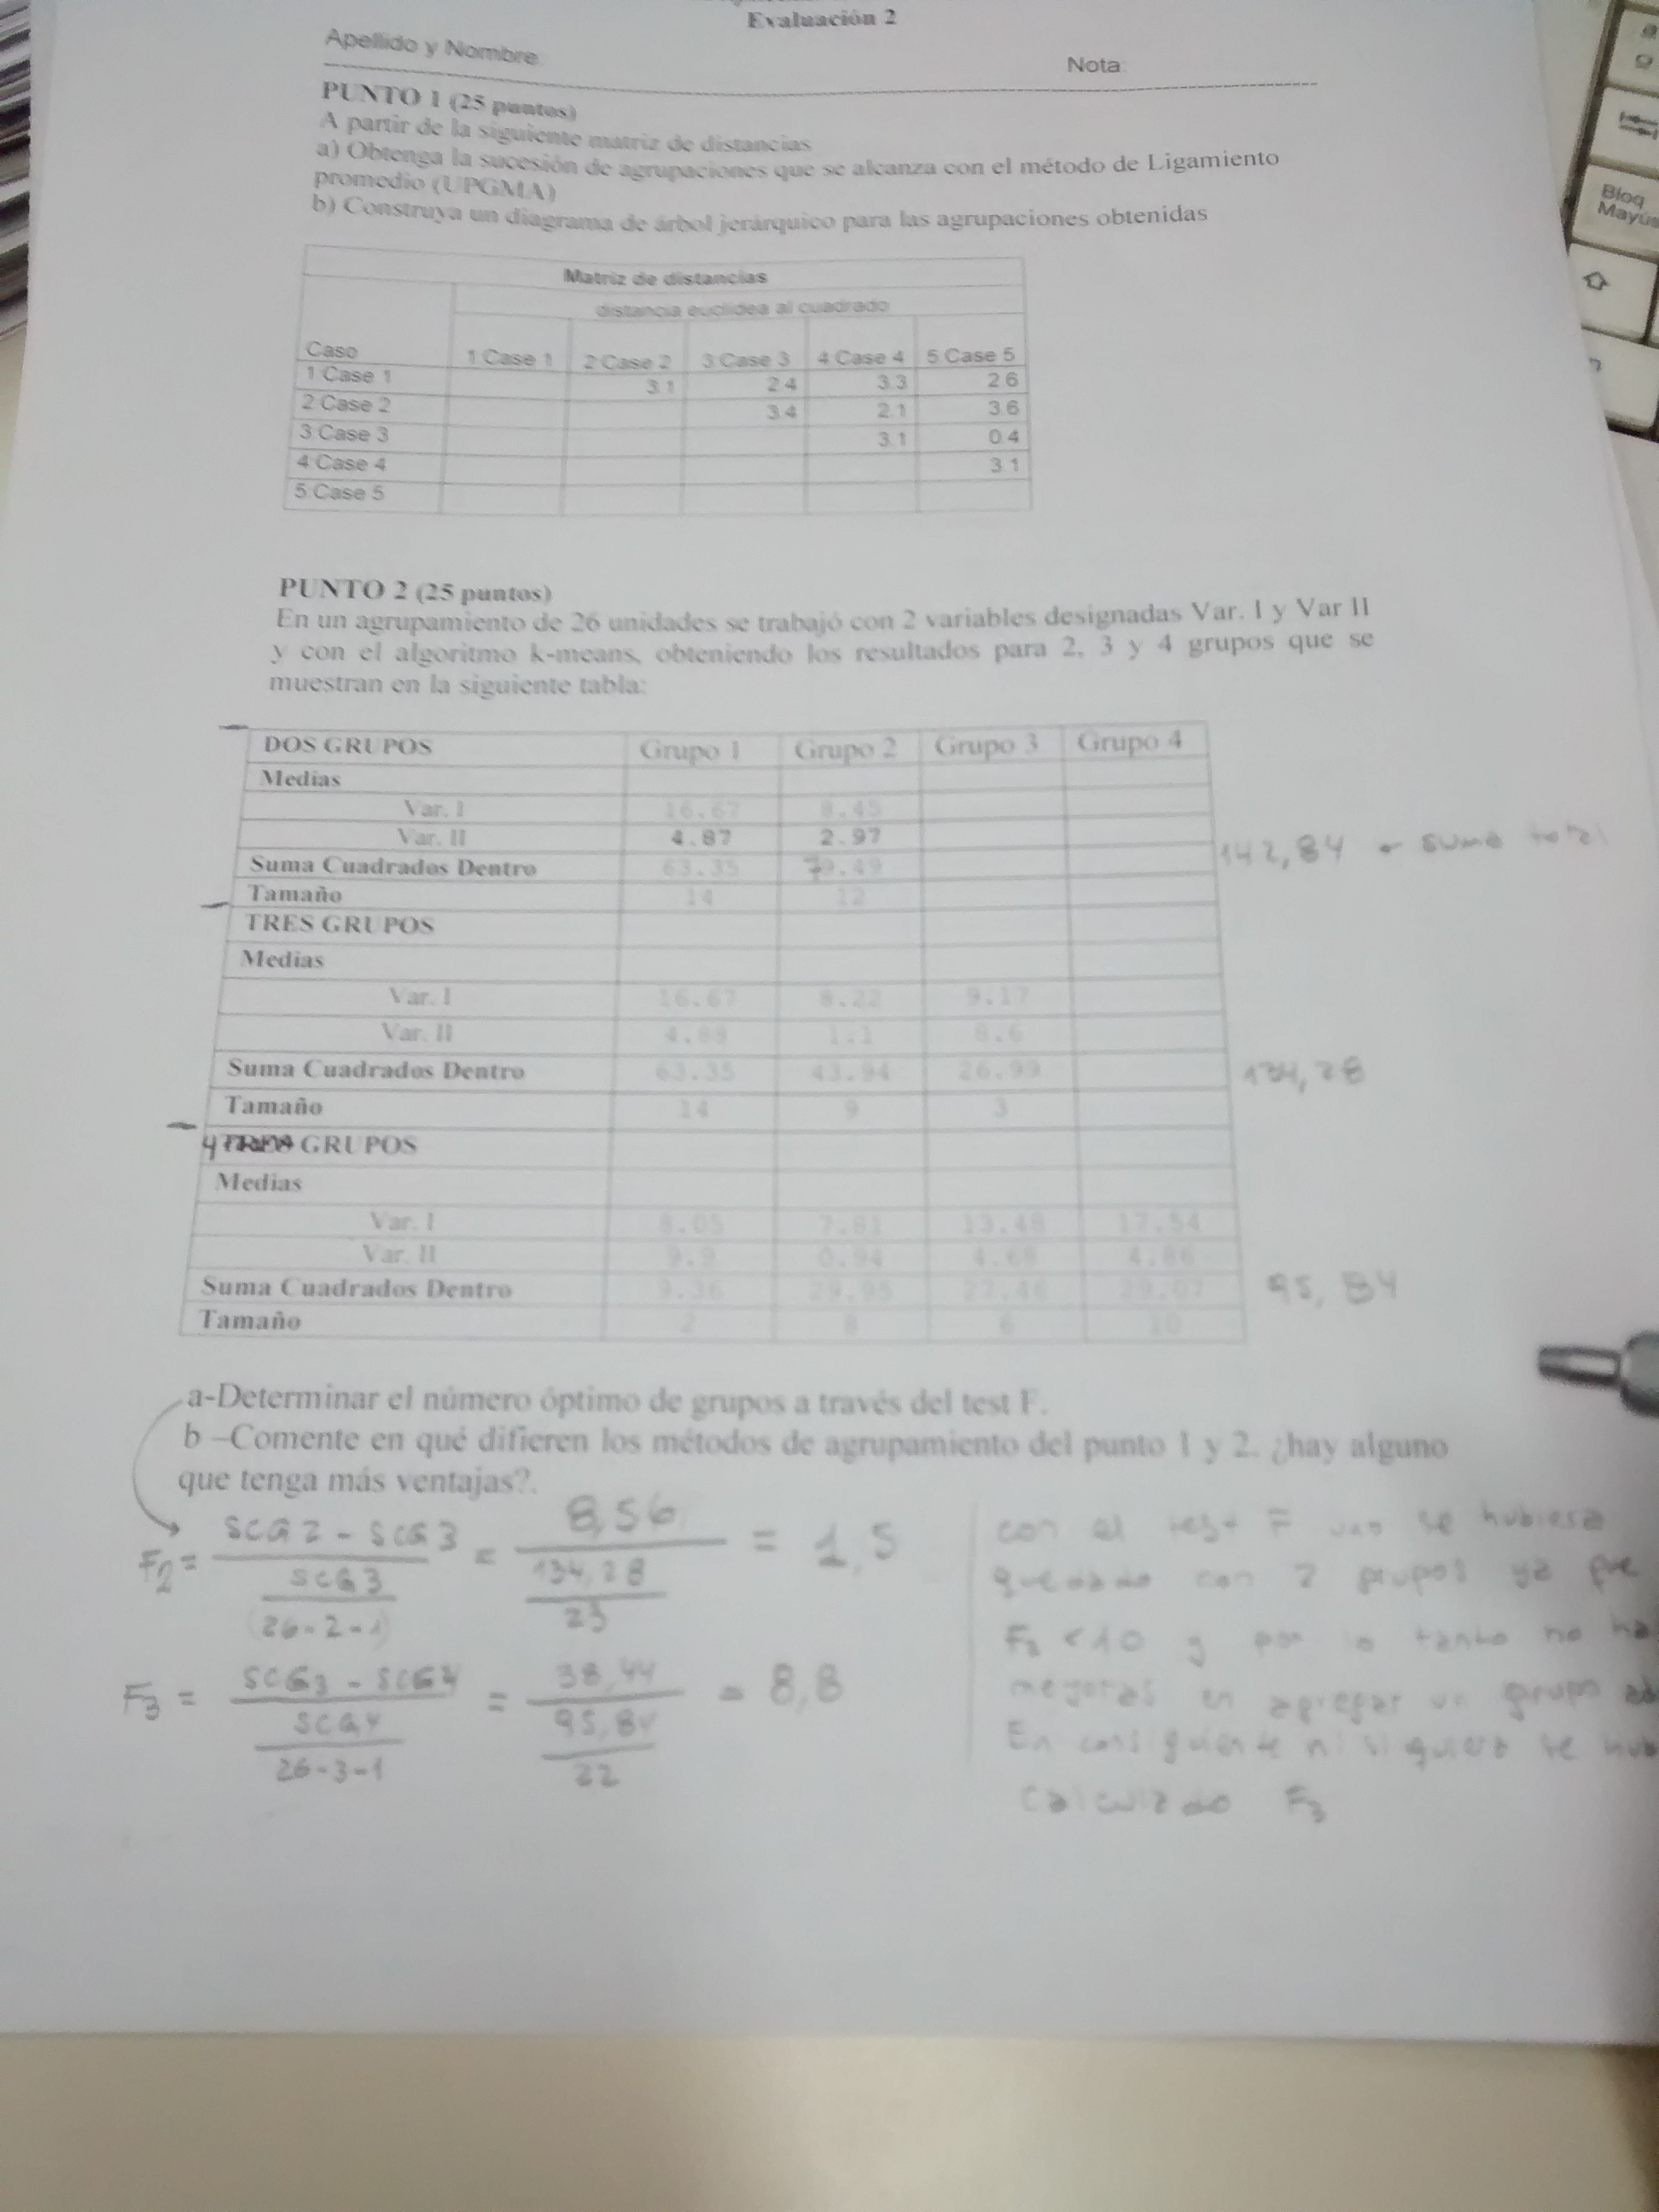 Evaluación 2
Apellido y Nombre
Nota
PUNTO 1 (25 puntos)
A partir de la siguiente matriz de distancias
a) Obtenga la sucesión de agrupaciones que se alcanza con el método de Ligamiento
promedio (UPGMA)
b) Construya un diagrama de árbol jerárquico para las agrupaciones obtenidas
Matriz de distancias
distancia euclídea al cuadrado
Caso 1:Case 1 2:Case 2 3:Case 3 4:Case 4 5:Case 5
1:Case 1 3.1 2.4 3.3 2.6
2:Case 2 3.4 2.1 3.6
3:Case 3 3.1 0.4
4:Case 4 3.1
5:Case 5
PUNTO 2 (25 puntos)
En un agrupamiento de 26 unidades se trabajó con 2 variables designadas Var. I y Var II
y con el algoritmo k-means, obteniendo los resultados para 2, 3 y 4 grupos que se
muestran en la siguiente tabla:
DOS GRUPOS Grupo 1 Grupo 2 Grupo 3 Grupo 4
Medias
Var. I 16.67 8.45
Var. II 4.87 2.97
142,84 suma total
Suma Cuadrados Dentro 63.35 79.49
Tamaño 14 12
TRES GRUPOS
Medias
Var. I 16.67 8.22 9.17
Var. II 4.88 1.1 8.6
Suma Cuadrados Dentro 63.35 43.94 26.99 134,28
Tamaño 14 9 3
4 GRUPOS
Medias
Var. I 8.05 7.81 13.48 17.54
Var. II 9.9 0.94 4.68 4.86
Suma Cuadrados Dentro 9.36 29.95 27.46 29.07 95,84
Tamaño 2 8 6 10
a-Determinar el número óptimo de grupos a través del test F.
b –Comente en qué difieren los métodos de agrupamiento del punto 1 y 2. ¿hay alguno
que tenga más ventajas?.
F2 = SCG2 - SCG3 = 8,56 = 1,5
SCG3 134,28
(26-2-1) 23
F3 = SCG3 - SCG4 = 38,44 = 8,8
SCG4 95,84
26-3-1 22
con el test F uno se hubiera
quedado con 2 grupos ya que
F2 < 10 y por lo tanto no ha
mejoras en agregar un grupo
En consiguiente ni siquiera se
calculado F3
Bloq
Mayús